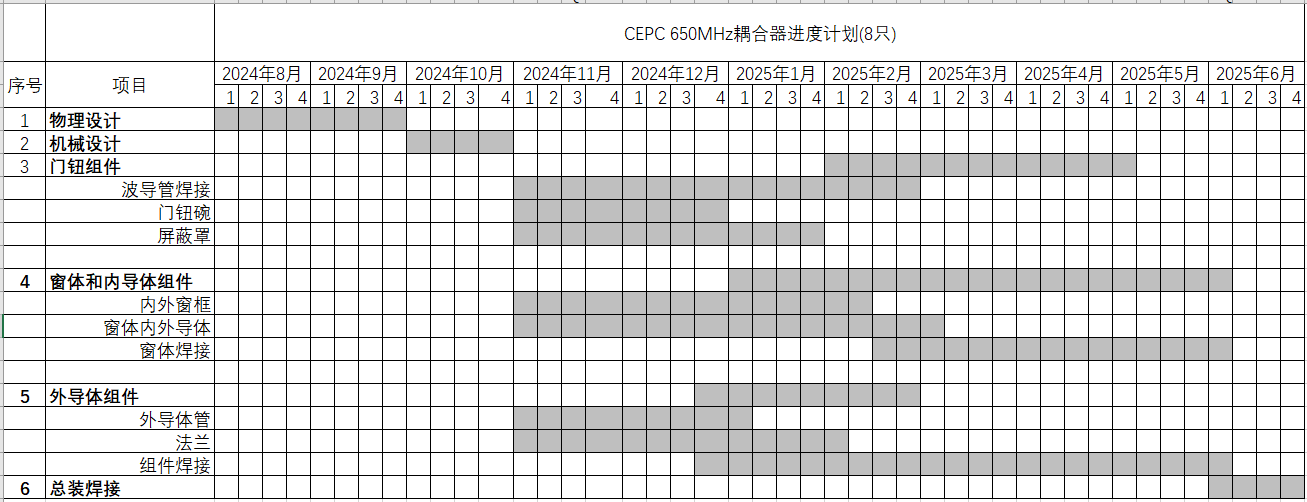 CEPC 650MHz耦合器进度计划(8只)
序号 项目 2024年8月 2024年9月 2024年10月 2024年11月 2024年12月 2025年1月 2025年2月 2025年3月 2025年4月 2025年5月 2025年6月
1 2 3 4 1 2 3 4 1 2 3 4 1 2 3 4 1 2 3 4 1 2 3 4 1 2 3 4 1 2 3 4 1 2 3 4 1 2 3 4 1 2 3 4
1 物理设计
2 机械设计
3 门钮组件
波导管焊接
门钮碗
屏蔽罩
4 窗体和内导体组件
内外窗框
窗体内外导体
窗体焊接
5 外导体组件
外导体管
法兰
组件焊接
6 总装焊接